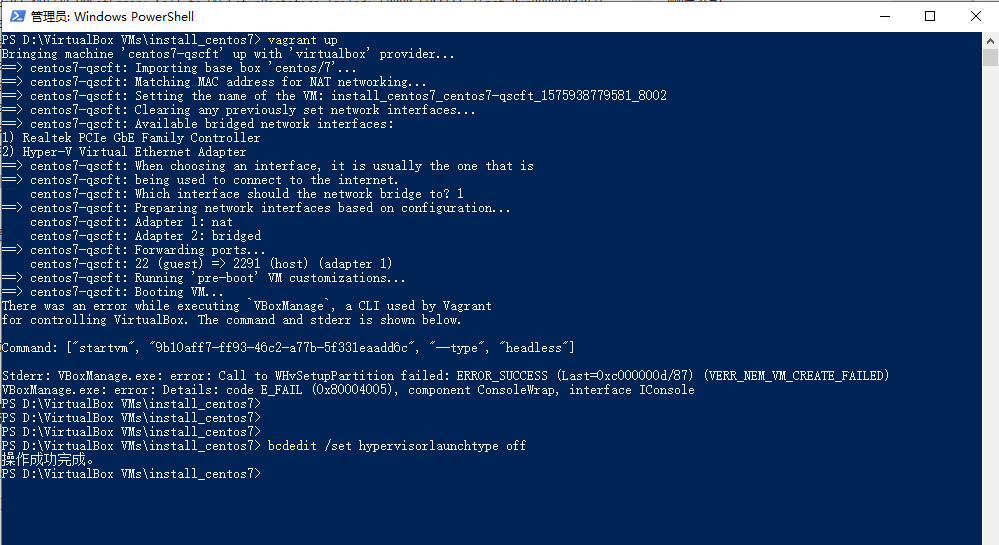 管理员: Windows PowerShell
PS D:\VirtualBox VMs\install_centos7> vagrant up
Bringing machine 'centos7-qscft' up with 'virtualbox' provider...
==> centos7-qscft: Importing base box 'centos/7'...
==> centos7-qscft: Matching MAC address for NAT networking...
==> centos7-qscft: Setting the name of the VM: install_centos7_centos7-qscft_1575938779581_8002
==> centos7-qscft: Clearing any previously set network interfaces...
==> centos7-qscft: Available bridged network interfaces:
1) Realtek PCIe GbE Family Controller
2) Hyper-V Virtual Ethernet Adapter
==> centos7-qscft: When choosing an interface, it is usually the one that is
==> centos7-qscft: being used to connect to the internet.
    centos7-qscft: Which interface should the network bridge to? 1
==> centos7-qscft: Preparing network interfaces based on configuration...
    centos7-qscft: Adapter 1: nat
    centos7-qscft: Adapter 2: bridged
==> centos7-qscft: Forwarding ports...
    centos7-qscft: 22 (guest) => 2291 (host) (adapter 1)
==> centos7-qscft: Running 'pre-boot' VM customizations...
==> centos7-qscft: Booting VM...
There was an error while executing `VBoxManage`, a CLI used by Vagrant
for controlling VirtualBox. The command and stderr is shown below.
Command: ["startvm", "9b10aff7-ff93-46c2-a77b-5f331eaadd6c", "--type", "headless"]
Stderr: VBoxManage.exe: error: Call to WHvSetupPartition failed: ERROR_SUCCESS (Last=0xc000000d/87) (VERR_NEM_VM_CREATE_FAILED)
VBoxManage.exe: error: Details: code E_FAIL (0x80004005), component ConsoleWrap, interface IConsole
PS D:\VirtualBox VMs\install_centos7>
PS D:\VirtualBox VMs\install_centos7>
PS D:\VirtualBox VMs\install_centos7>
PS D:\VirtualBox VMs\install_centos7> bcdedit /set hypervisorlaunchtype off
操作成功完成。
PS D:\VirtualBox VMs\install_centos7>